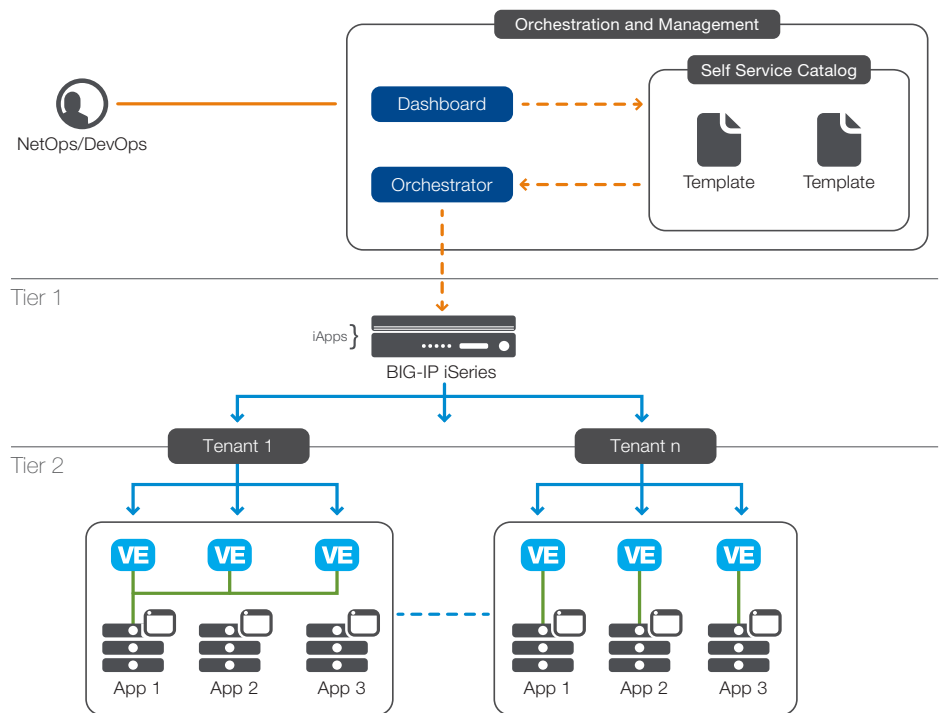 Orchestration and Management
Self Service Catalog
Dashboard
NetOps/DevOps
Orchestrator
Template
Template
Tier 1
iApps }
BIG-IP iSeries
Tenant 1
Tenant n
Tier 2
VE
VE
VE
VE
VE
VE
App 1
App 2
App 3
App 1
App 2
App 3